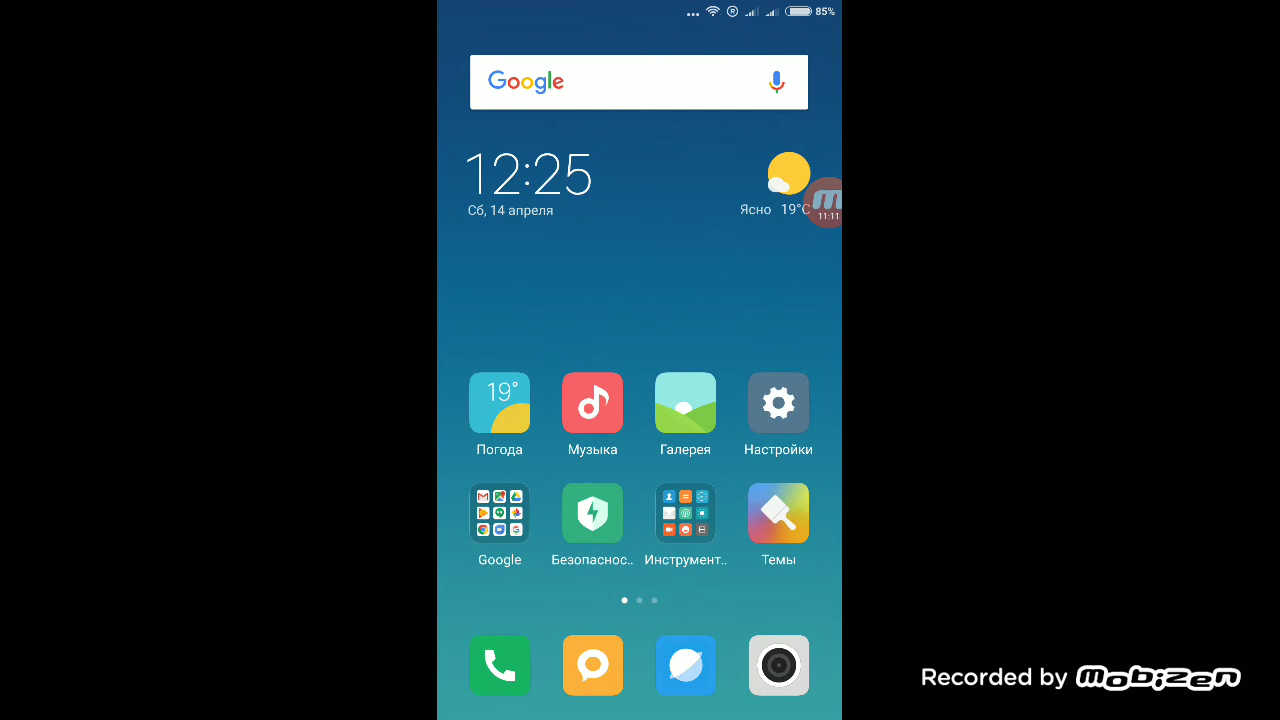 85%
Google
12:25
Сб, 14 апреля
Ясно 19°C
11:11
19°
Погода
Музыка
Галерея
Настройки
Google
Безопаснос..
Инструмент..
Темы
Recorded by mobizen